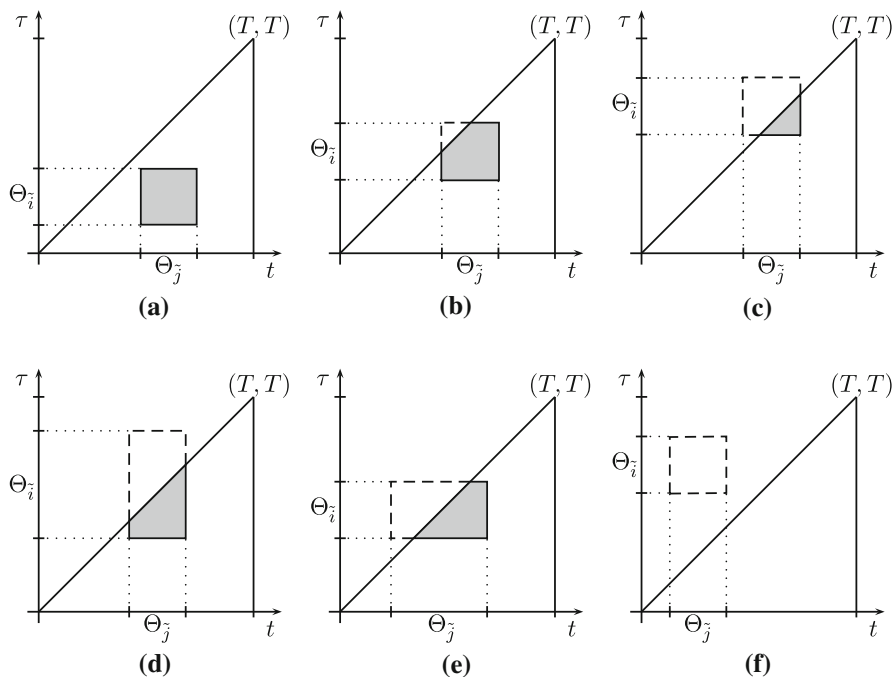 τ (T, T) τ (T, T) τ (T, T)
Θ_ĩ Θ_ĩ Θ_ĩ
Θ_j̃ t Θ_j̃ t Θ_j̃ t
(a) (b) (c)
τ (T, T) τ (T, T) τ (T, T)
Θ_ĩ Θ_ĩ Θ_ĩ
Θ_j̃ t Θ_j̃ t Θ_j̃ t
(d) (e) (f)